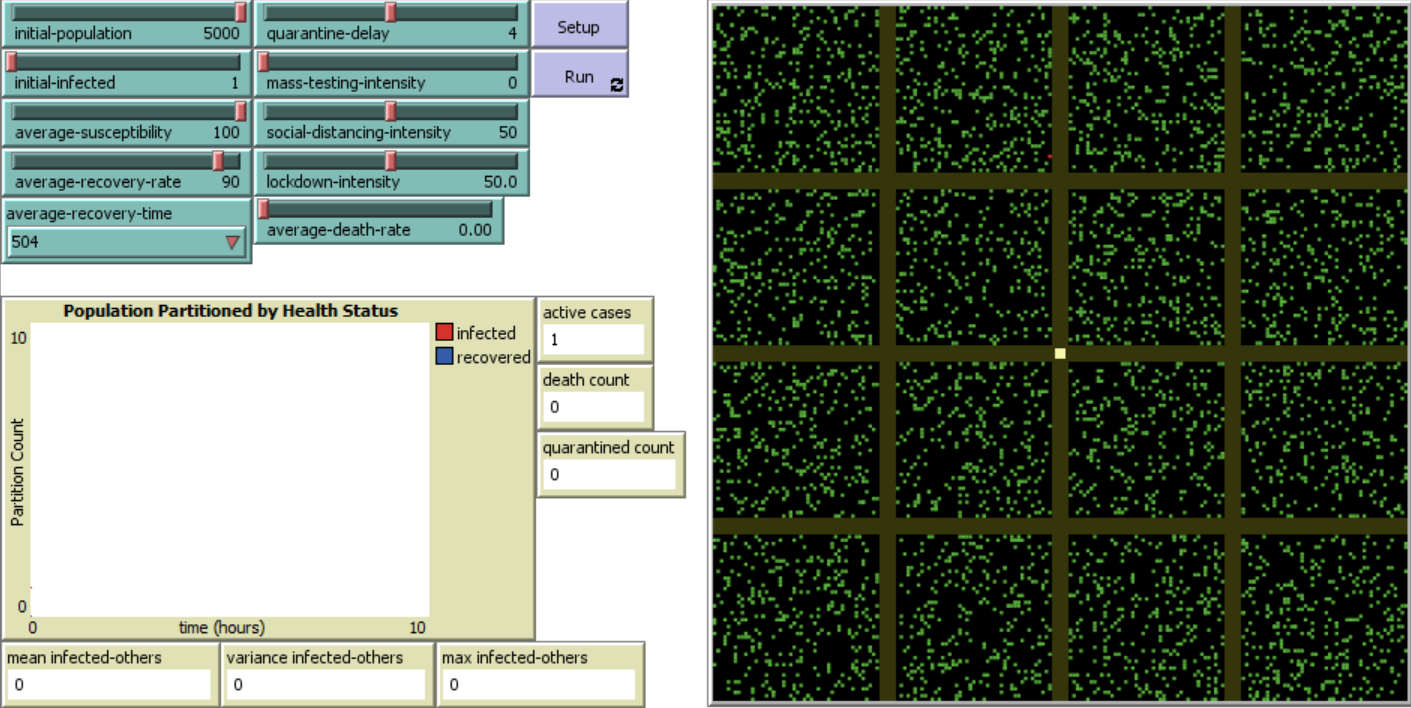 initial-population 5000
quarantine-delay 4
Setup
initial-infected 1
mass-testing-intensity 0
Run
average-susceptibility 100
social-distancing-intensity 50
average-recovery-rate 90
lockdown-intensity 50.0
average-recovery-time
504
average-death-rate 0.00
Population Partitioned by Health Status
10
Partition Count
0
0
time (hours)
10
infected
recovered
active cases
1
death count
0
quarantined count
0
mean infected-others
0
variance infected-others
0
max infected-others
0